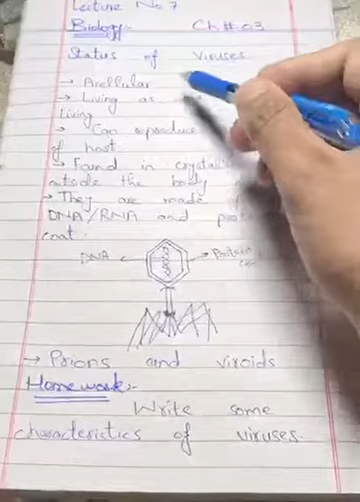 Lecture No 7
Biology:- Ch # 03
Status of Viruses
→ Acellular
→ Living as
Living
→ Can reproduce
of host
→ Found in
outside the body
→ They are made
DNA/RNA and
coat.
DNA Protein
→ Prions and viroids
Homework:-
Write some
characteristics of viruses.